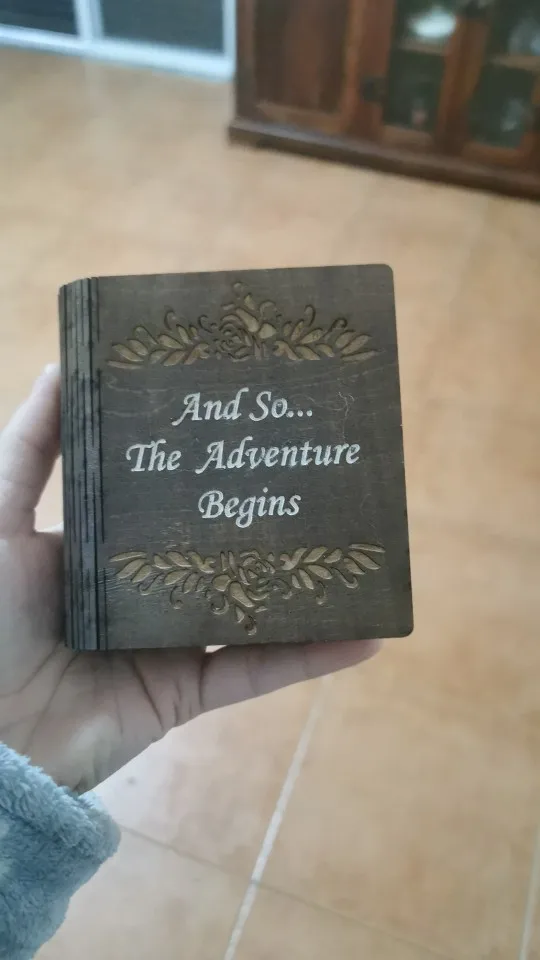 And So...
The Adventure
Begins